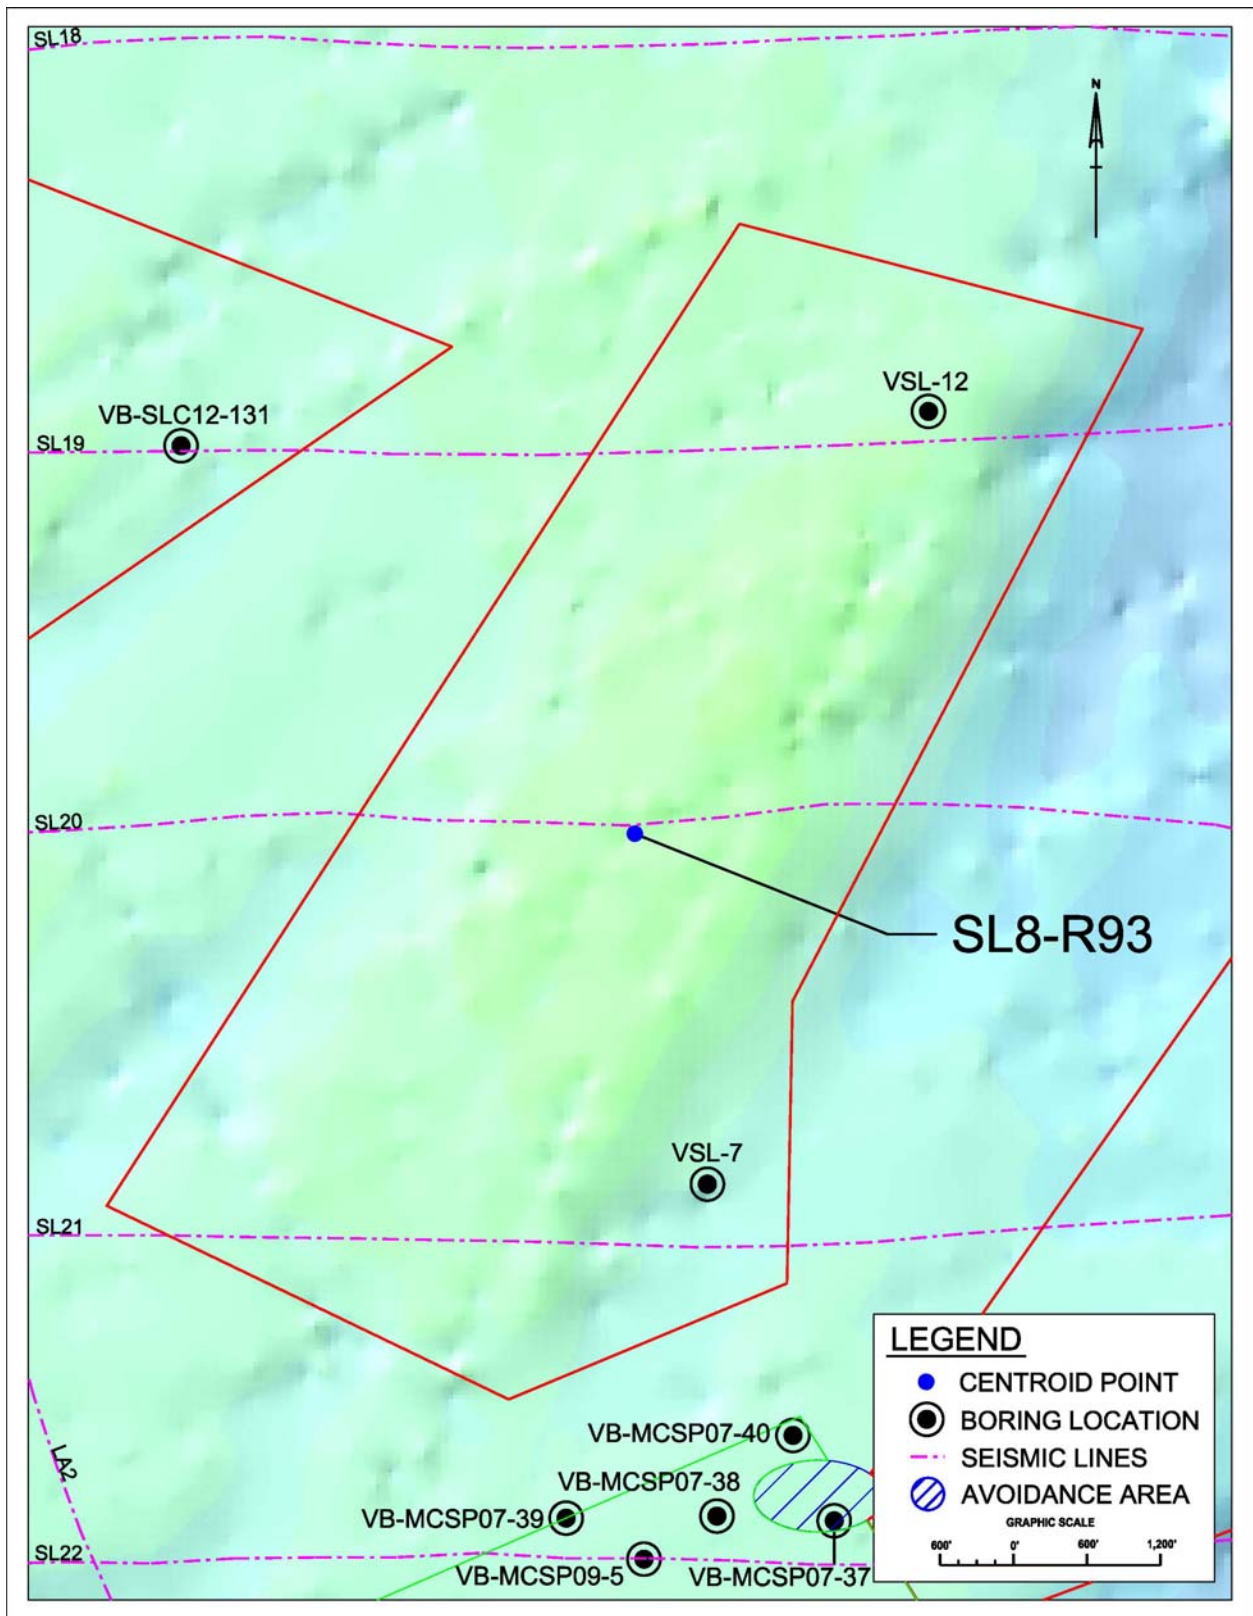 SL18
N
VSL-12
VB-SLC12-131
SL19
SL20
SL8-R93
VSL-7
SL21
LEGEND
CENTROID POINT
BORING LOCATION
SEISMIC LINES
AVOIDANCE AREA
GRAPHIC SCALE
600' 0' 600' 1,200'
VB-MCSP07-40
LA2
VB-MCSP07-38
VB-MCSP07-39
SL22
VB-MCSP09-5
VB-MCSP07-37